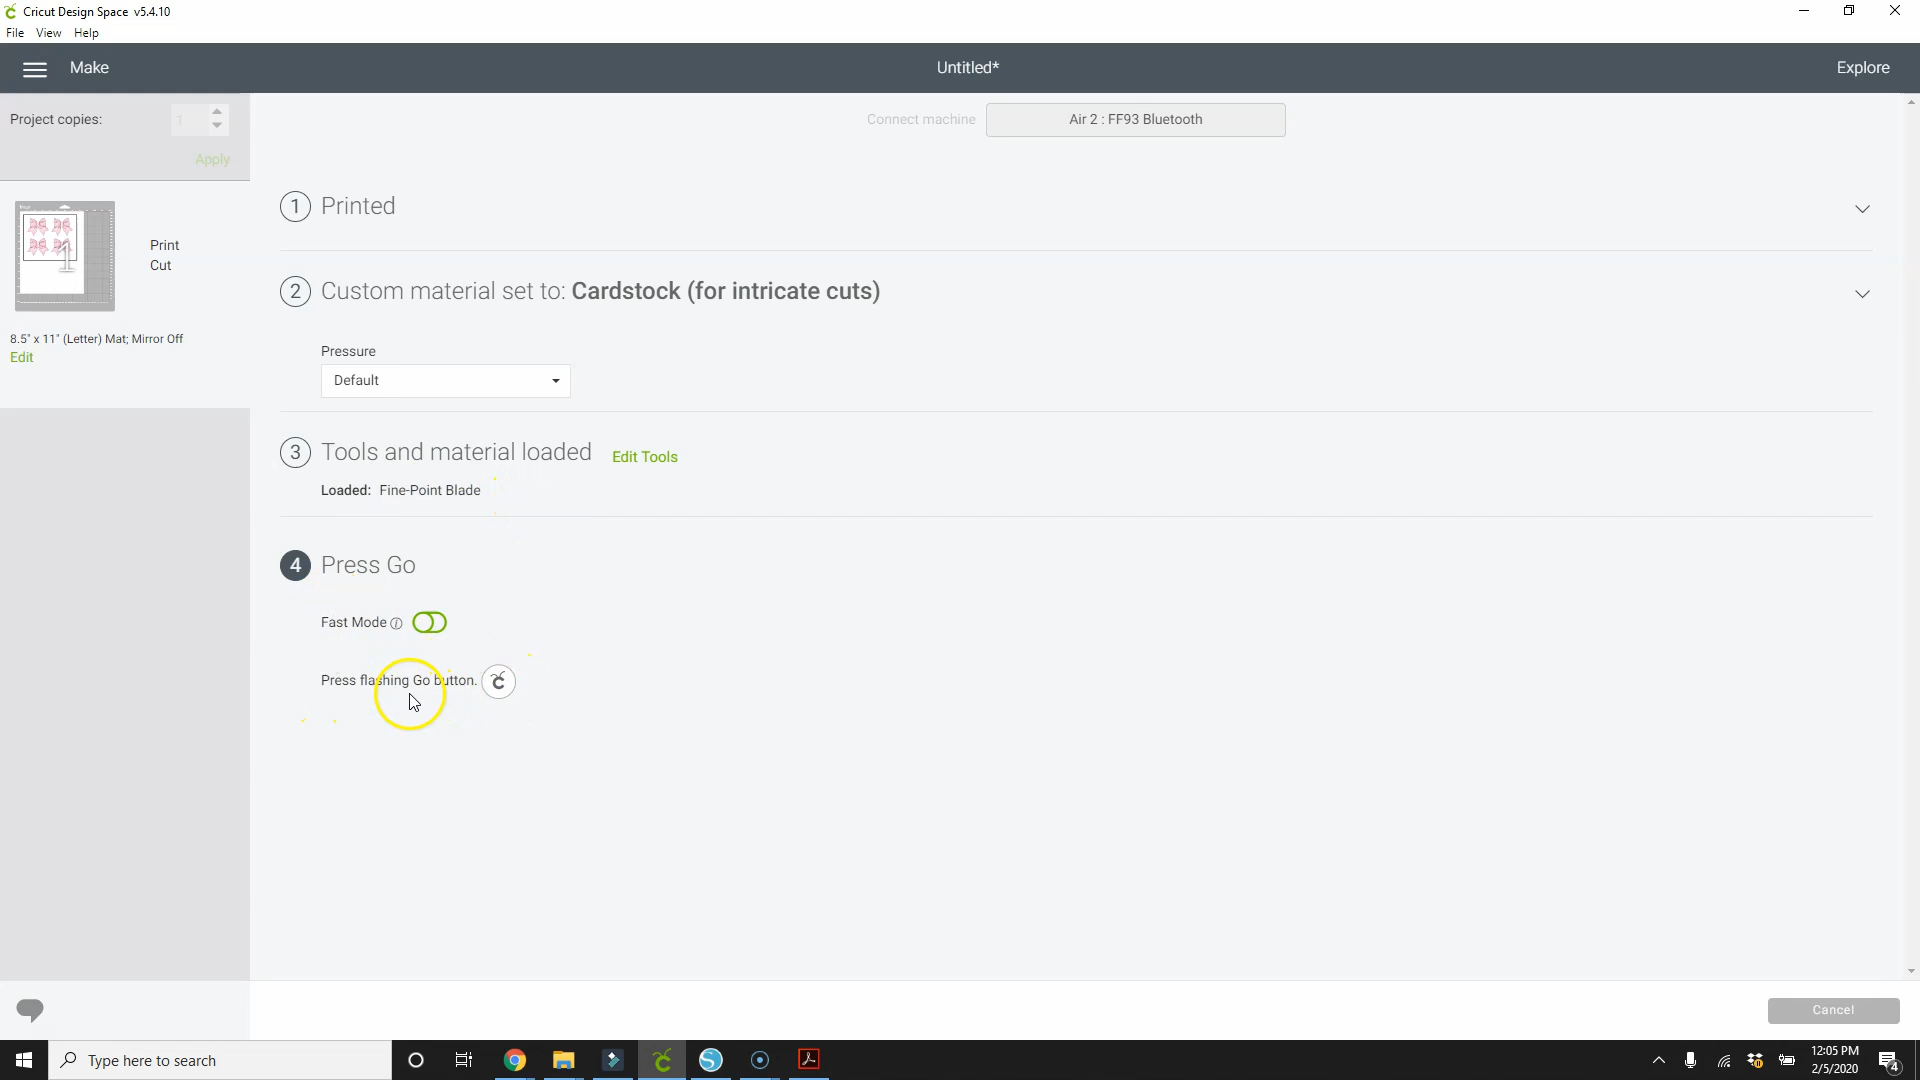 Cricut Design Space v5.4.10
File View Help
Make
Untitled*
Explore
Project copies:
1
Apply
Connect machine
Air 2 : FF93 Bluetooth
1 Printed
1
Print
Cut
8.5" x 11" (Letter) Mat; Mirror Off
Edit
2 Custom material set to: Cardstock (for intricate cuts)
Pressure
Default
3 Tools and material loaded Edit Tools
Loaded: Fine-Point Blade
4 Press Go
Fast Mode
Press flashing Go button.
Cancel
Type here to search
12:05 PM
2/5/2020
4